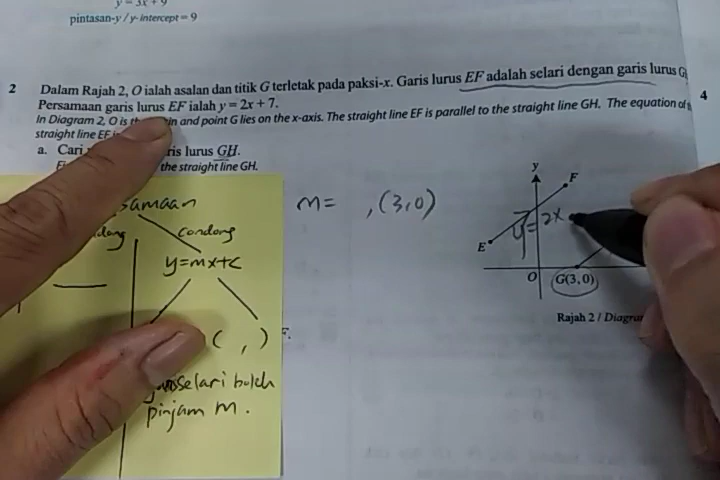 y = 3x + 9
pintasan-y / y-intercept = 9
2 Dalam Rajah 2, O ialah asalan dan titik G terletak pada paksi-x. Garis lurus EF adalah selari dengan garis lurus G
4
Persamaan garis lurus EF ialah y = 2x + 7.
In Diagram 2, O is the and point G lies on the x-axis. The straight line EF is parallel to the straight line GH. The equation of
straight line EF
a. Cari ris lurus GH.
the straight line GH.
samaan
condong
y=mx+c
( , )
selari boleh
pinjam m.
m= , (3,0)
y
F
y=2x
E
O
G(3,0)
Rajah 2 / Diagram